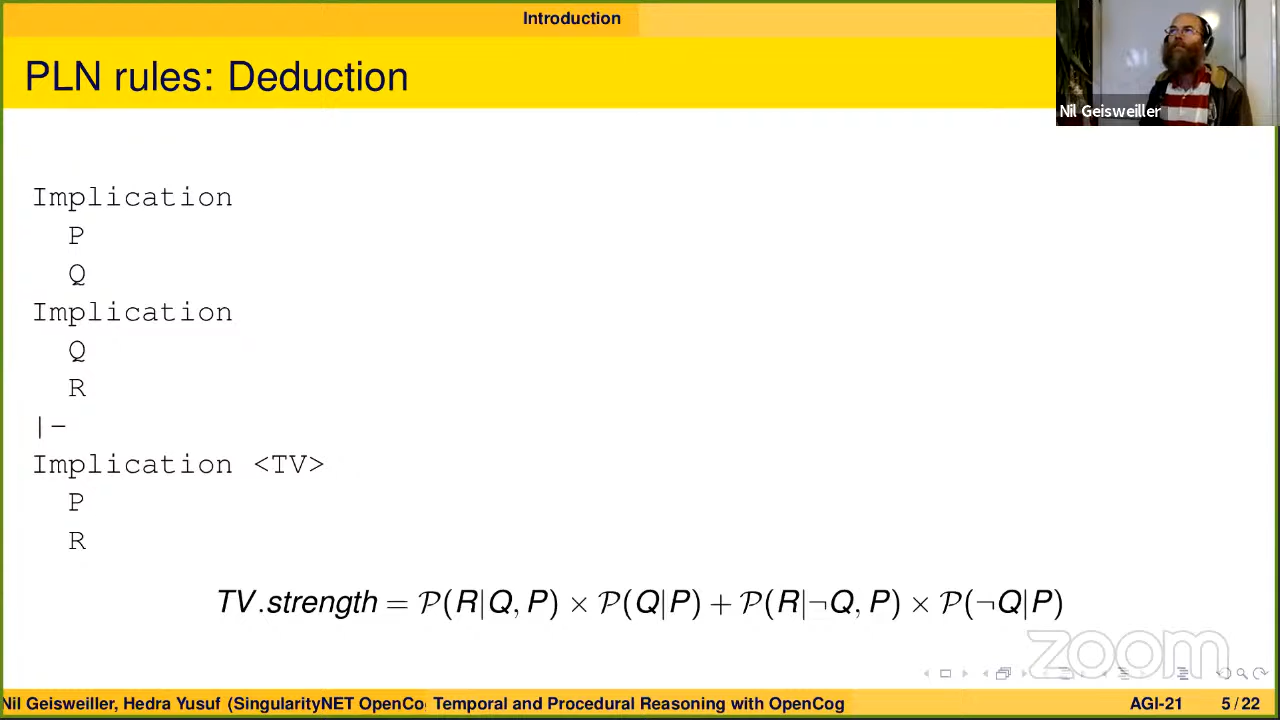 Introduction
PLN rules: Deduction
Nil Geisweiller
Implication
P
Q
Implication
Q
R
|-
Implication <TV>
P
R
TV.strength = P(R|Q, P) × P(Q|P) + P(R|¬Q, P) × P(¬Q|P)
zoom
Nil Geisweiller, Hedra Yusuf (SingularityNET OpenCo Temporal and Procedural Reasoning with OpenCog AGI-21 5 / 22